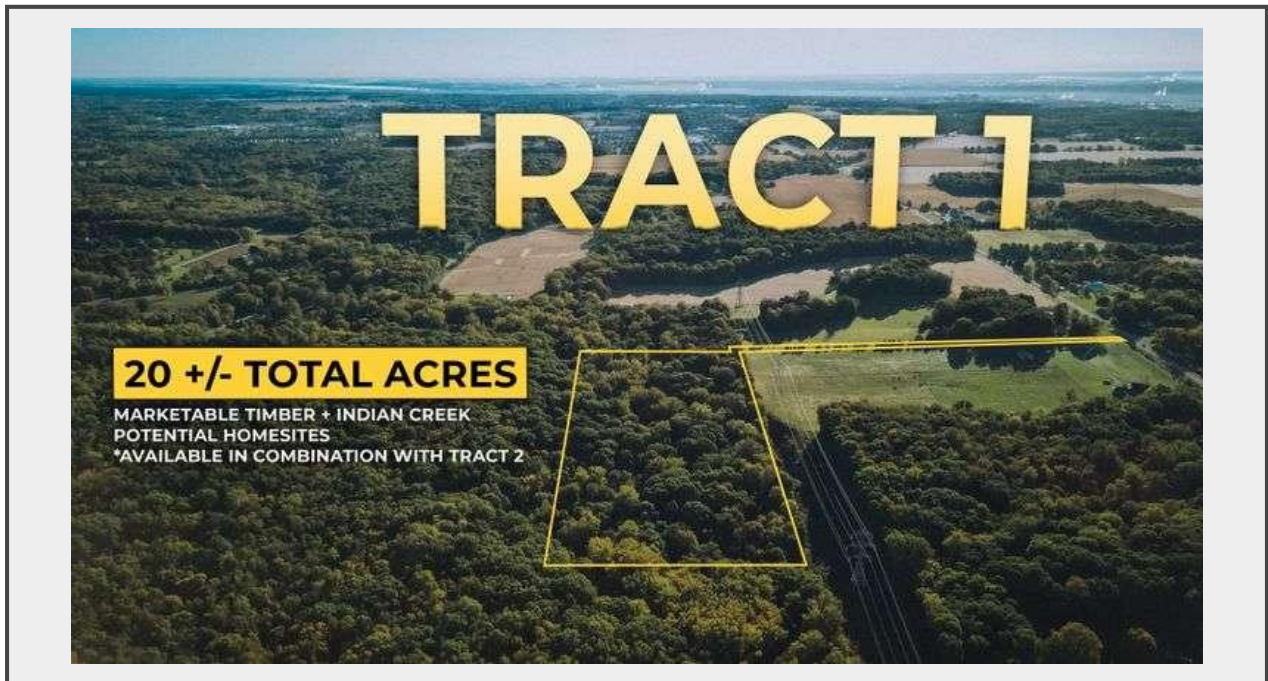 TRACT 1
20 +/- TOTAL ACRES
MARKETABLE TIMBER + INDIAN CREEK
POTENTIAL HOMESITES
*AVAILABLE IN COMBINATION WITH TRACT 2